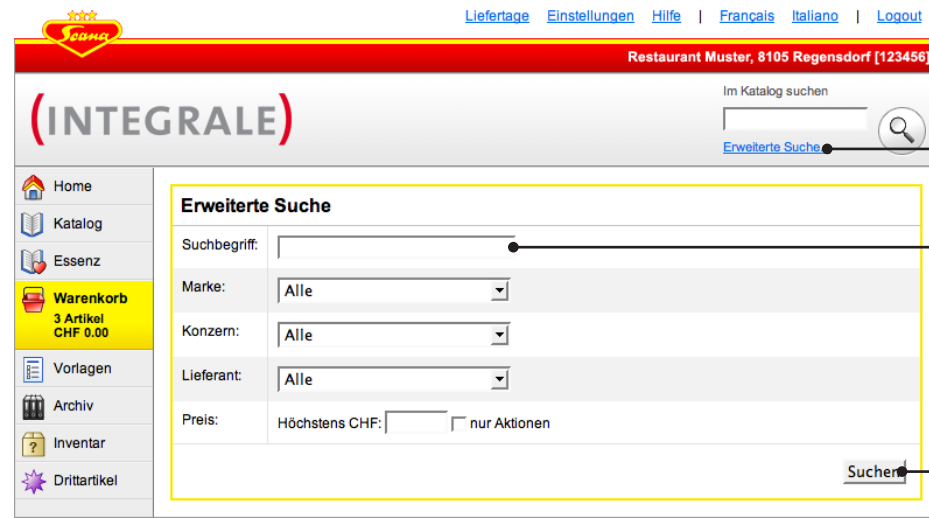 Scana
Liefertage Einstellungen Hilfe | Français Italiano | Logout
Restaurant Muster, 8105 Regensdorf [123456]
(INTEGRALE)
Im Katalog suchen
Erweiterte Suche
Home
Katalog
Essenz
Warenkorb
3 Artikel
CHF 0.00
Vorlagen
Archiv
Inventar
Drittartikel
Erweiterte Suche
Suchbegriff:
Marke: Alle
Konzern: Alle
Lieferant: Alle
Preis: Höchstens CHF: nur Aktionen
Suchen